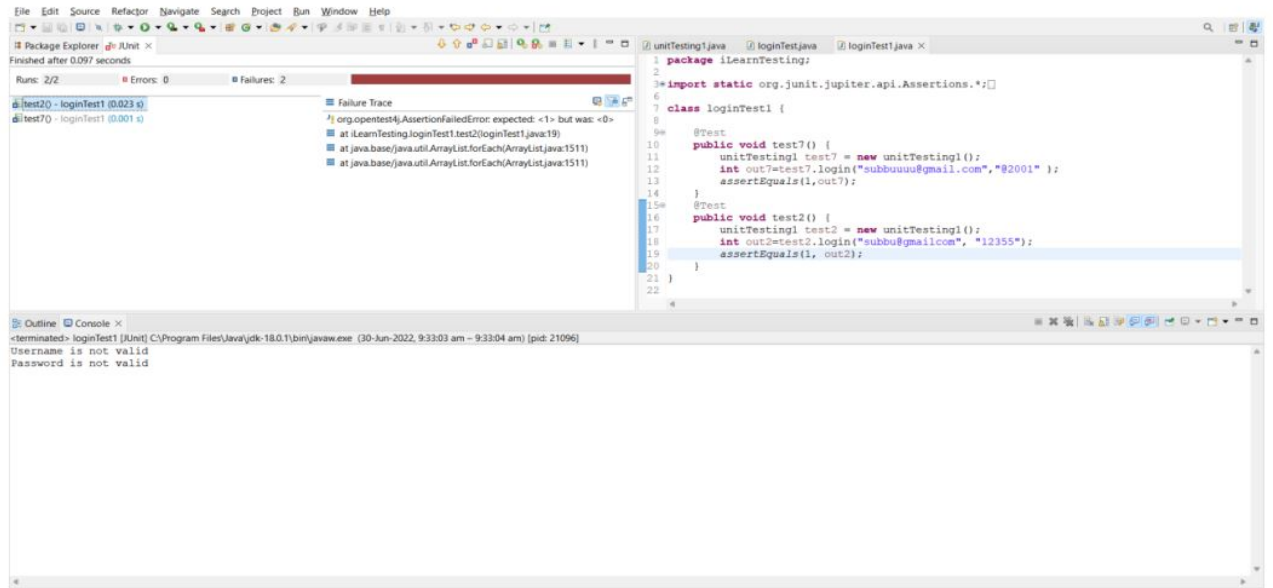 File Edit Source Refactor Navigate Search Project Run Window Help
Package Explorer JUnit ×
Finished after 0.097 seconds
Runs: 2/2 Errors: 0 Failures: 2
test2() - loginTest1 (0.023 s)
test7() - loginTest1 (0.001 s)
Failure Trace
org.opentest4j.AssertionFailedError: expected: <1> but was: <0>
at iLearnTesting.loginTest1.test2(loginTest1.java:19)
at java.base/java.util.ArrayList.forEach(ArrayList.java:1511)
at java.base/java.util.ArrayList.forEach(ArrayList.java:1511)
unitTesting1.java loginTest.java loginTest1.java ×
1 package iLearnTesting;
2
3 import static org.junit.jupiter.api.Assertions.*;
6
7 class loginTest1 {
8
9 @Test
10 public void test7() {
11 unitTesting1 test7 = new unitTesting1();
12 int out7=test7.login("subbuuuu@gmail.com","@2001" );
13 assertEquals(1,out7);
14 }
15 @Test
16 public void test2() {
17 unitTesting1 test2 = new unitTesting1();
18 int out2=test2.login("subbu@gmailcom", "12355");
19 assertEquals(1, out2);
20 }
21 }
22
Outline Console ×
<terminated> loginTest1 [JUnit] C:\Program Files\Java\jdk-18.0.1\bin\javaw.exe (30-Jun-2022, 9:33:03 am – 9:33:04 am) [pid: 21096]
Username is not valid
Password is not valid